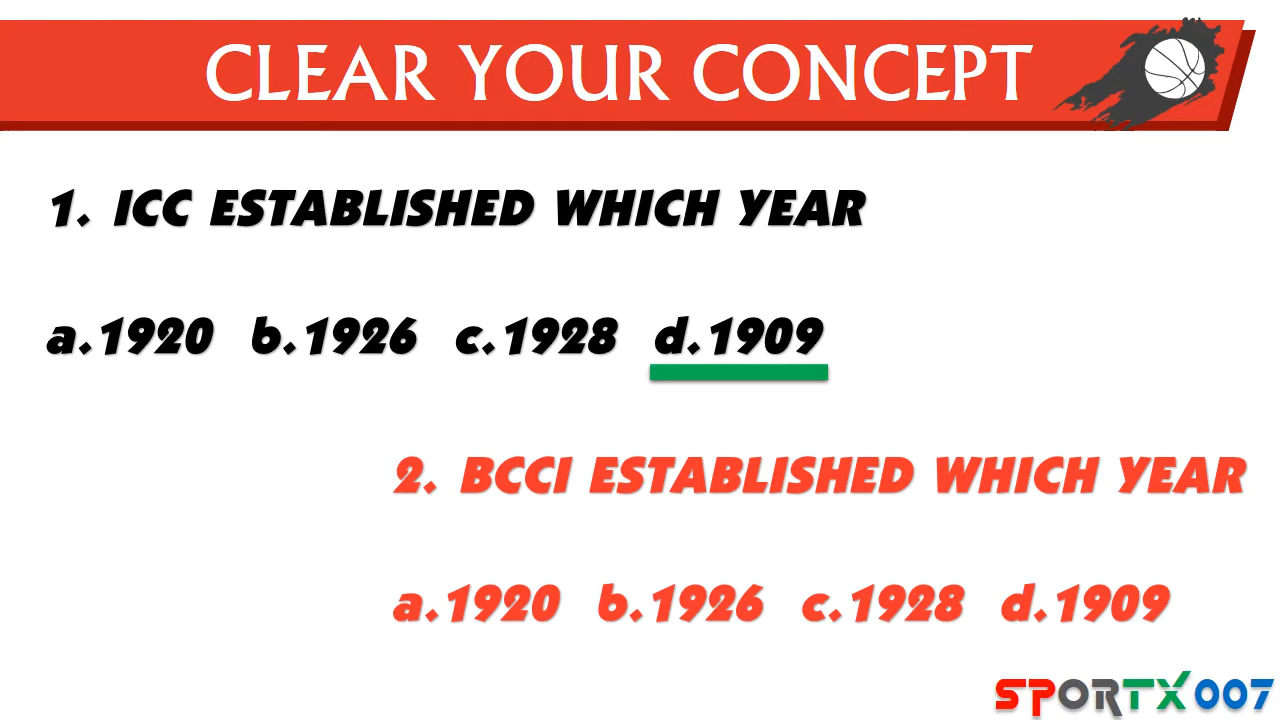 CLEAR YOUR CONCEPT
1. ICC ESTABLISHED WHICH YEAR
a.1920 b.1926 c.1928 d.1909
2. BCCI ESTABLISHED WHICH YEAR
a.1920 b.1926 c.1928 d.1909
SPORTX007